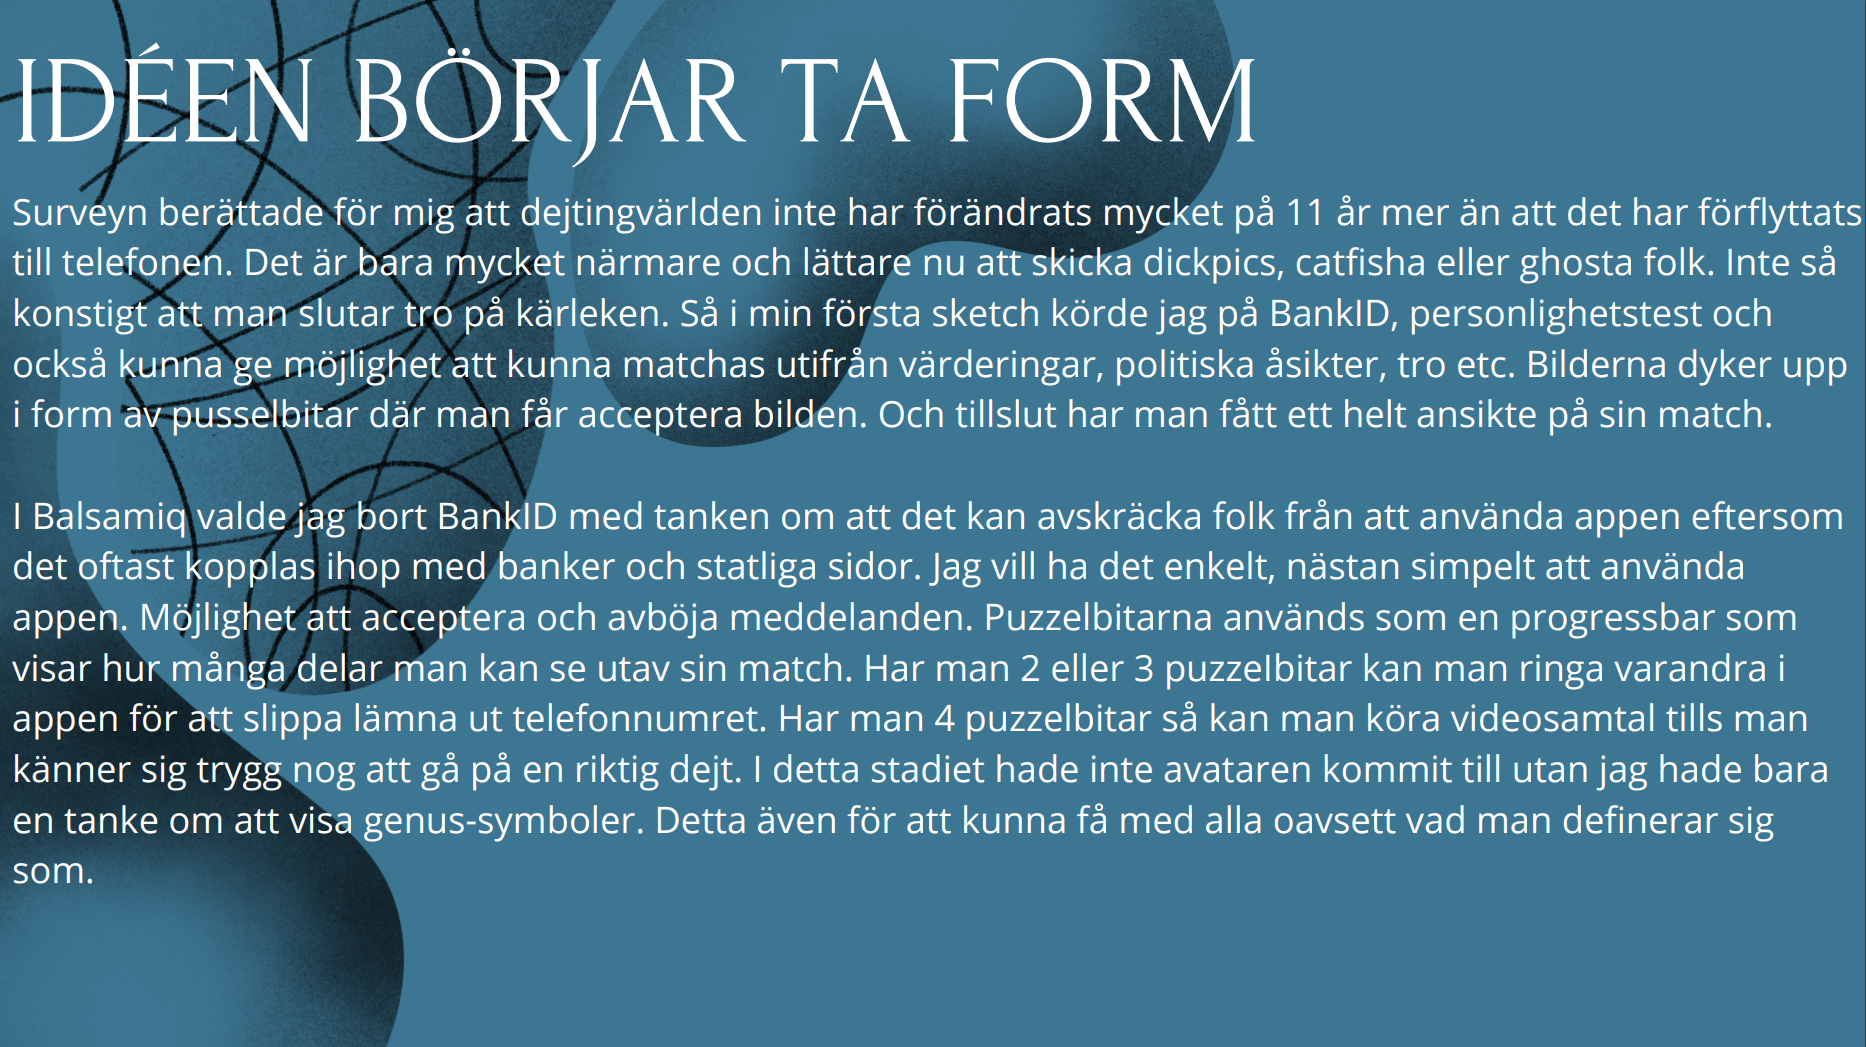 IDÉEN BÖRJAR TA FORM
Surveyn berättade för mig att dejtingvärlden inte har förändrats mycket på 11 år mer än att det har förflyttats
till telefonen. Det är bara mycket närmare och lättare nu att skicka dickpics, catfisha eller ghosta folk. Inte så
konstigt att man slutar tro på kärleken. Så i min första sketch körde jag på BankID, personlighetstest och
också kunna ge möjlighet att kunna matchas utifrån värderingar, politiska åsikter, tro etc. Bilderna dyker upp
i form av pusselbitar där man får acceptera bilden. Och tillslut har man fått ett helt ansikte på sin match.
I Balsamiq valde jag bort BankID med tanken om att det kan avskräcka folk från att använda appen eftersom
det oftast kopplas ihop med banker och statliga sidor. Jag vill ha det enkelt, nästan simpelt att använda
appen. Möjlighet att acceptera och avböja meddelanden. Puzzelbitarna används som en progressbar som
visar hur många delar man kan se utav sin match. Har man 2 eller 3 puzzelbitar kan man ringa varandra i
appen för att slippa lämna ut telefonnumret. Har man 4 puzzelbitar så kan man köra videosamtal tills man
känner sig trygg nog att gå på en riktig dejt. I detta stadiet hade inte avataren kommit till utan jag hade bara
en tanke om att visa genus-symboler. Detta även för att kunna få med alla oavsett vad man definerar sig
som.